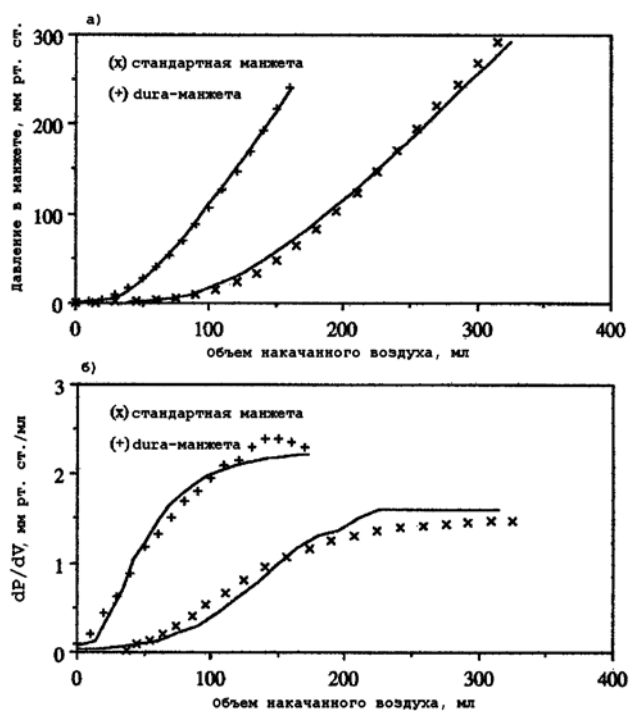 а)
300
(x) стандартная манжета
(+) dura-манжета
200
100
0
Давление в манжете, мм рт. ст.
0 100 200 300 400
Объем накачанного воздуха, мл
б)
3
(x) стандартная манжета
(+) dura-манжета
2
1
0
dP/dV, мм рт. ст./мл
0 100 200 300 400
Объем накачанного воздуха, мл